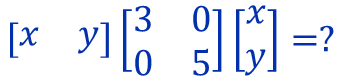 [x y] [3 0
0 5] [x
y] =?